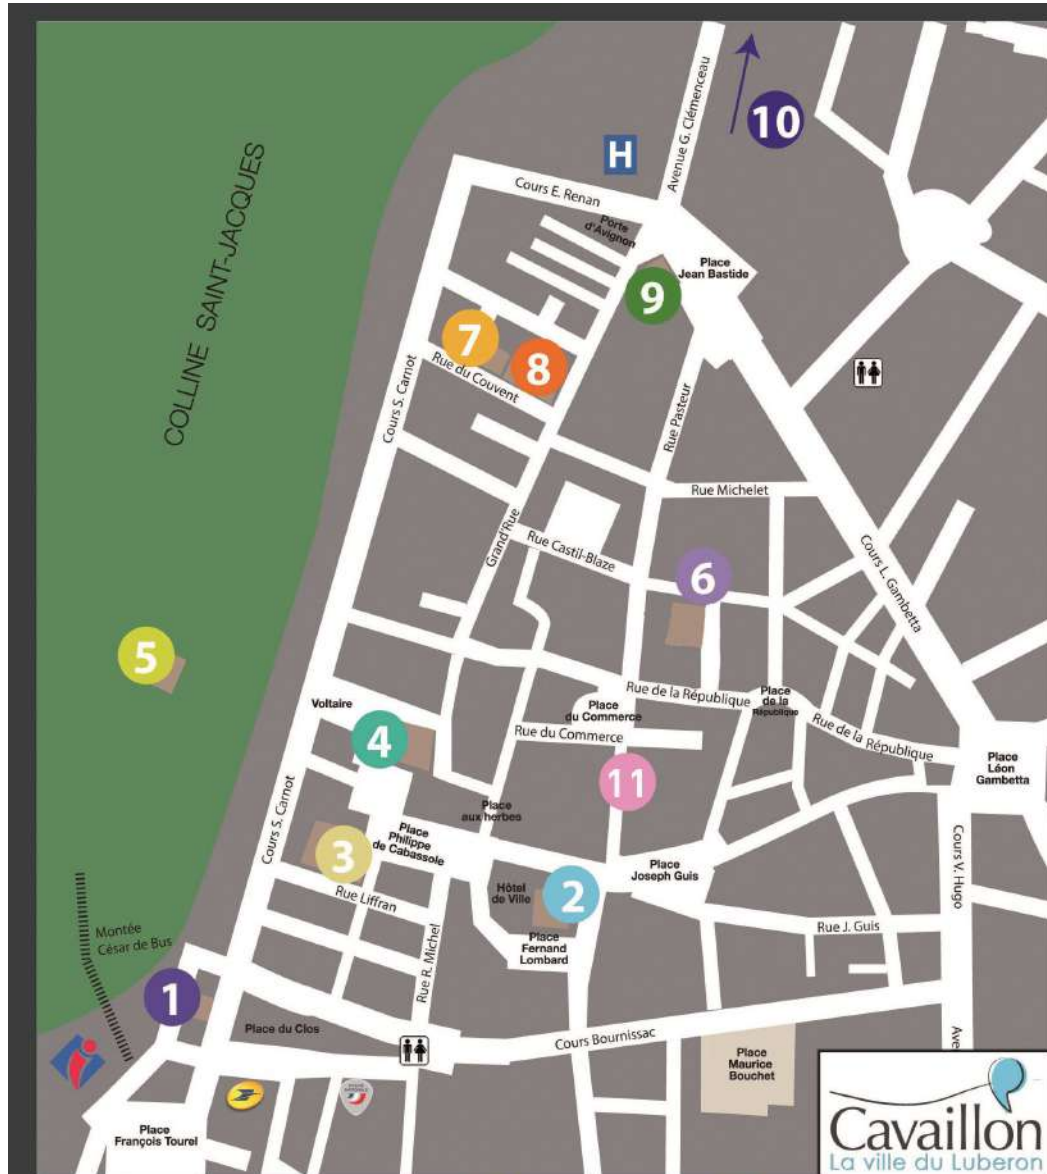 Avenue G. Clémenceau
10
H
COLLINE SAINT-JACQUES
Cours E. Renan
Porte
d'Avignon
Place
Jean Bastide
9
7
8
Rue du Couvent
Cours S. Carnot
Rue Pasteur
Rue Michelet
Grand'Rue
Rue Castil-Blaze
Cours L. Gambetta
6
5
Rue de la République
Place
de la
République
Voltaire
Place
du Commerce
Rue du Commerce
Rue de la République
4
Place
Léon
Gambetta
11
Place
aux herbes
Cours S. Carnot
Place
Philippe
de Cabassole
3
Place
Joseph Guis
Cours V. Hugo
Rue Liffran
Hôtel
de Ville
2
Rue J. Guis
Montée
César de Bus
Place
Fernand
Lombard
Rue R. Michel
1
Place du Clos
Cours Bournissac
Ave
Place
Maurice
Bouchet
Place
François Tourel
Cavaillon
La ville du Luberon